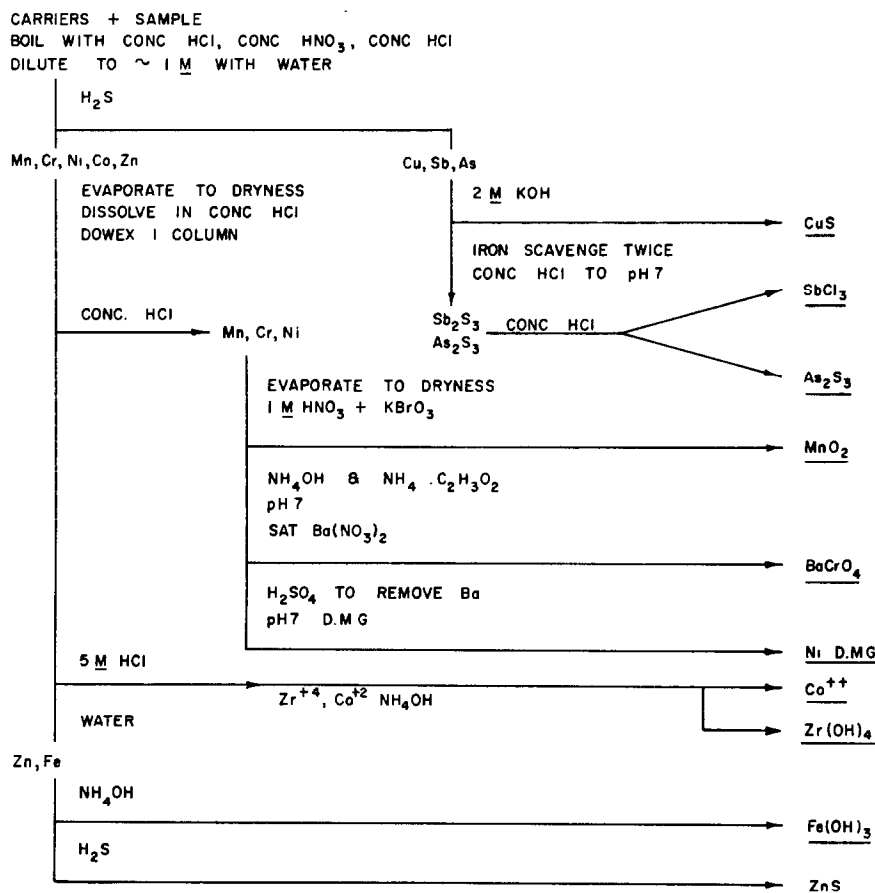 CARRIERS + SAMPLE
BOIL WITH CONC HCl, CONC HNO₃, CONC HCl
DILUTE TO ~ 1 M WITH WATER
H₂S
Mn, Cr, Ni, Co, Zn
Cu, Sb, As
EVAPORATE TO DRYNESS
DISSOLVE IN CONC HCl
DOWEX 1 COLUMN
2 M KOH
CuS
IRON SCAVENGE TWICE
CONC HCl TO pH 7
SbCl₃
CONC. HCl
Mn, Cr, Ni
Sb₂S₃
As₂S₃
CONC HCl
As₂S₃
EVAPORATE TO DRYNESS
1 M HNO₃ + KBrO₃
MnO₂
NH₄OH & NH₄ .C₂H₃O₂
pH 7
SAT Ba(NO₃)₂
BaCrO₄
H₂SO₄ TO REMOVE Ba
pH7 D.M.G
Ni D.MG
5 M HCl
Zr⁺⁴, Ca⁺² NH₄OH
Ca⁺⁺
WATER
Zr(OH)₄
Zn, Fe
NH₄OH
Fe(OH)₃
H₂S
ZnS